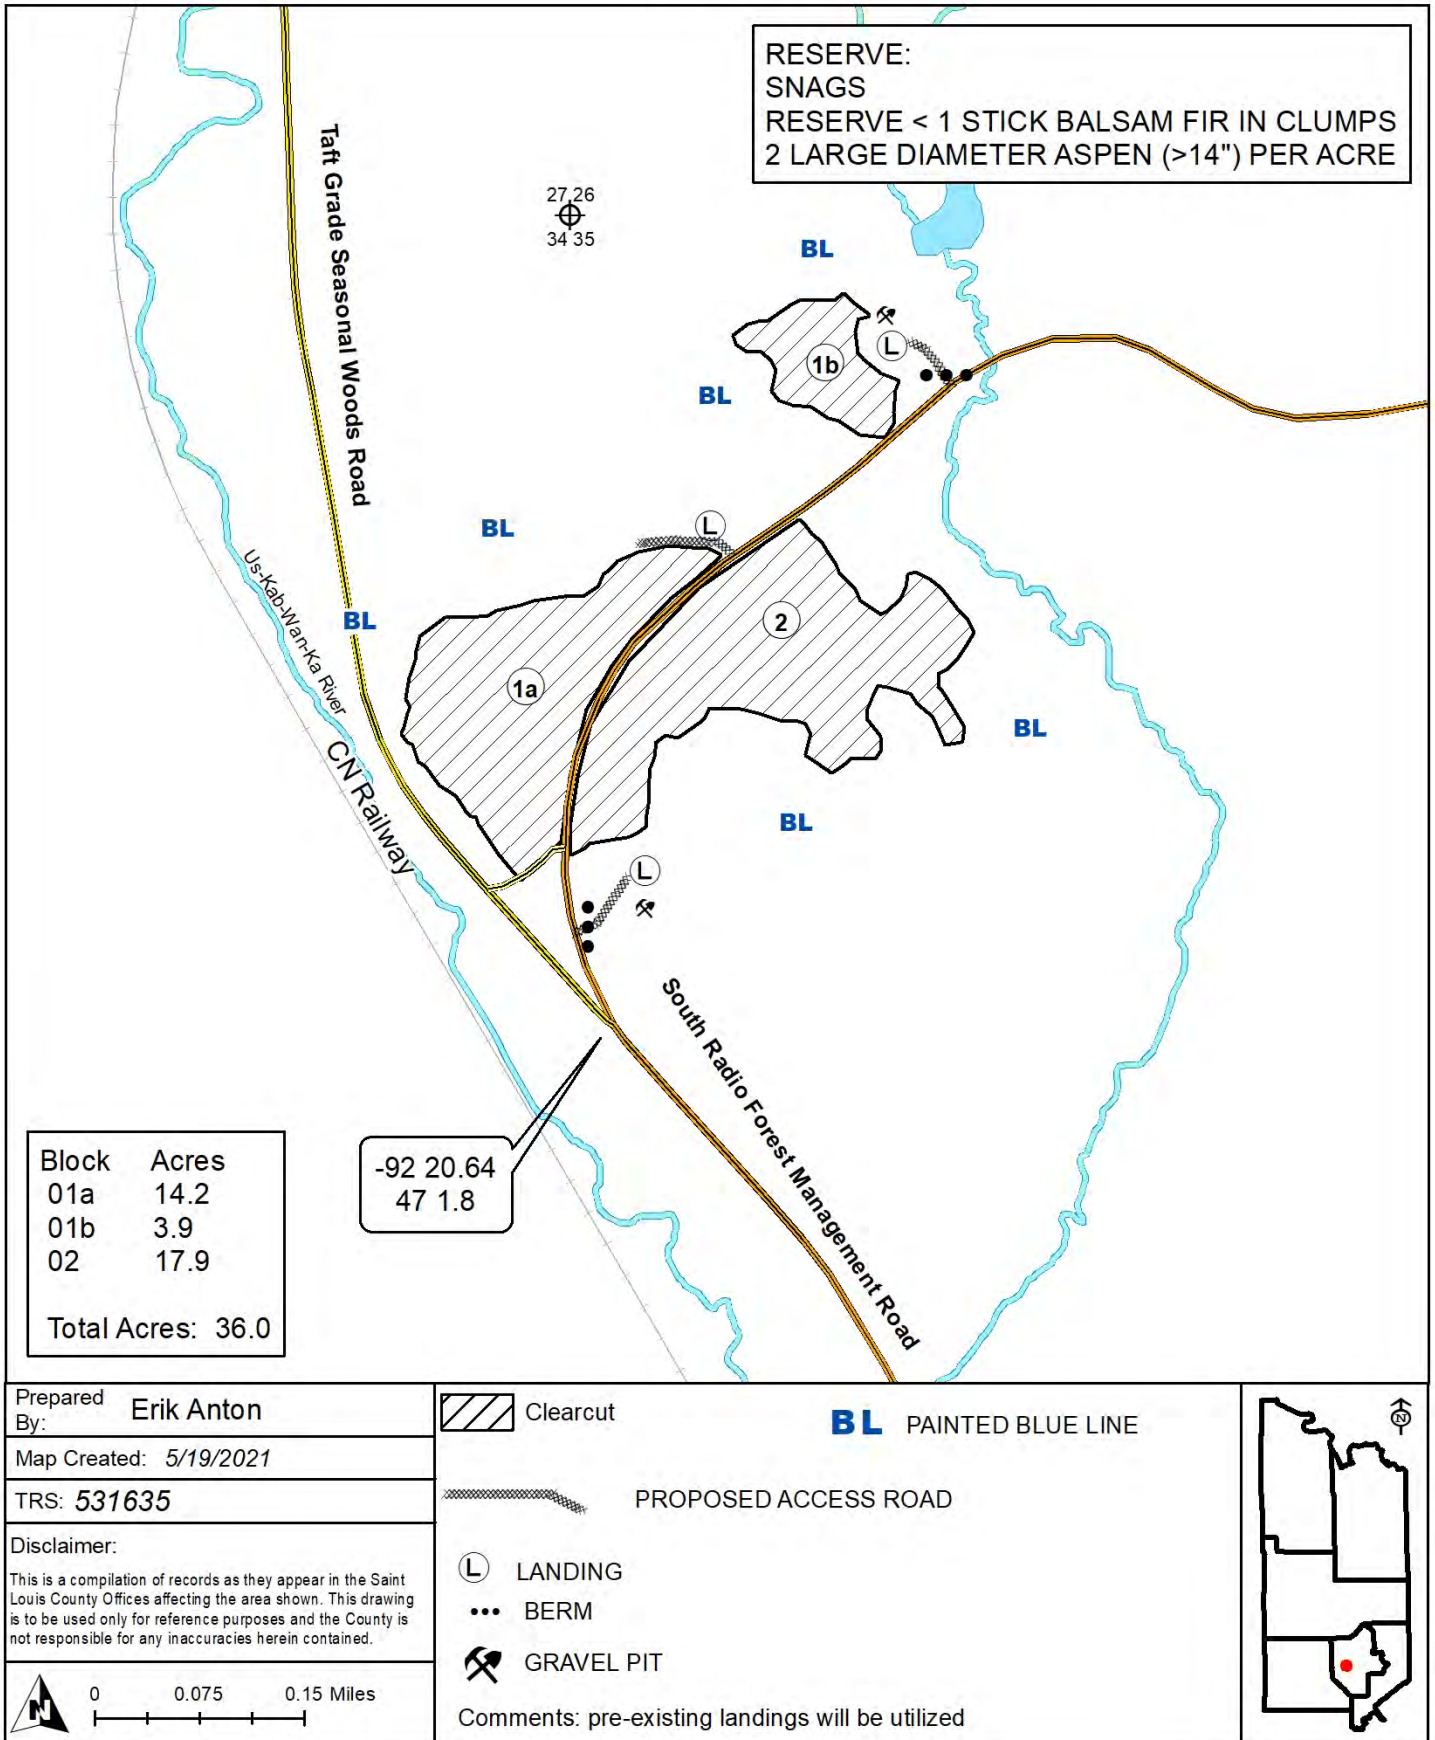 RESERVE:
SNAGS
RESERVE < 1 STICK BALSAM FIR IN CLUMPS
2 LARGE DIAMETER ASPEN (>14") PER ACRE
Taft Grade Seasonal Woods Road
27 26
34 35
BL
L
1b
BL
BL
L
BL
Us-Kab-Wan-Ka River
2
1a
BL
CN Railway
BL
L
South Radio Forest Management Road
-92 20.64
47 1.8
Block Acres
01a 14.2
01b 3.9
02 17.9
Total Acres: 36.0
Prepared
By: Erik Anton
Map Created: 5/19/2021
TRS: 531635
Disclaimer:
This is a compilation of records as they appear in the Saint
Louis County Offices affecting the area shown. This drawing
is to be used only for reference purposes and the County is
not responsible for any inaccuracies herein contained.
N
0 0.075 0.15 Miles
Clearcut
BL PAINTED BLUE LINE
PROPOSED ACCESS ROAD
L LANDING
BERM
GRAVEL PIT
Comments: pre-existing landings will be utilized
N